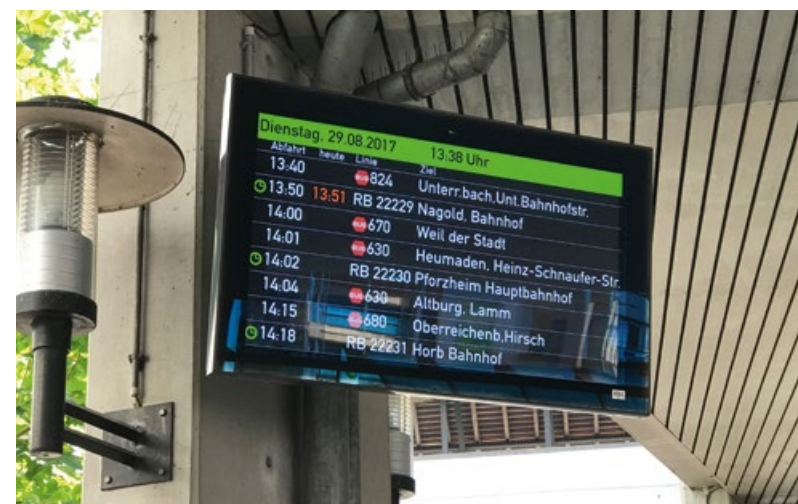 Dienstag, 29.08.2017 13:38 Uhr
Abfahrt heute Linie Ziel
13:40 BUS 824 Unterr.bach,Unt.Bahnhofstr.
13:50 13:51 RB 22229 Nagold, Bahnhof
14:00 BUS 670 Weil der Stadt
14:01 BUS 630 Heumaden, Heinz-Schnaufer-Str.
14:02 RB 22230 Pforzheim Hauptbahnhof
14:04 BUS 630 Altburg, Lamm
14:15 BUS 680 Oberreichenb,Hirsch
14:18 RB 22231 Horb Bahnhof